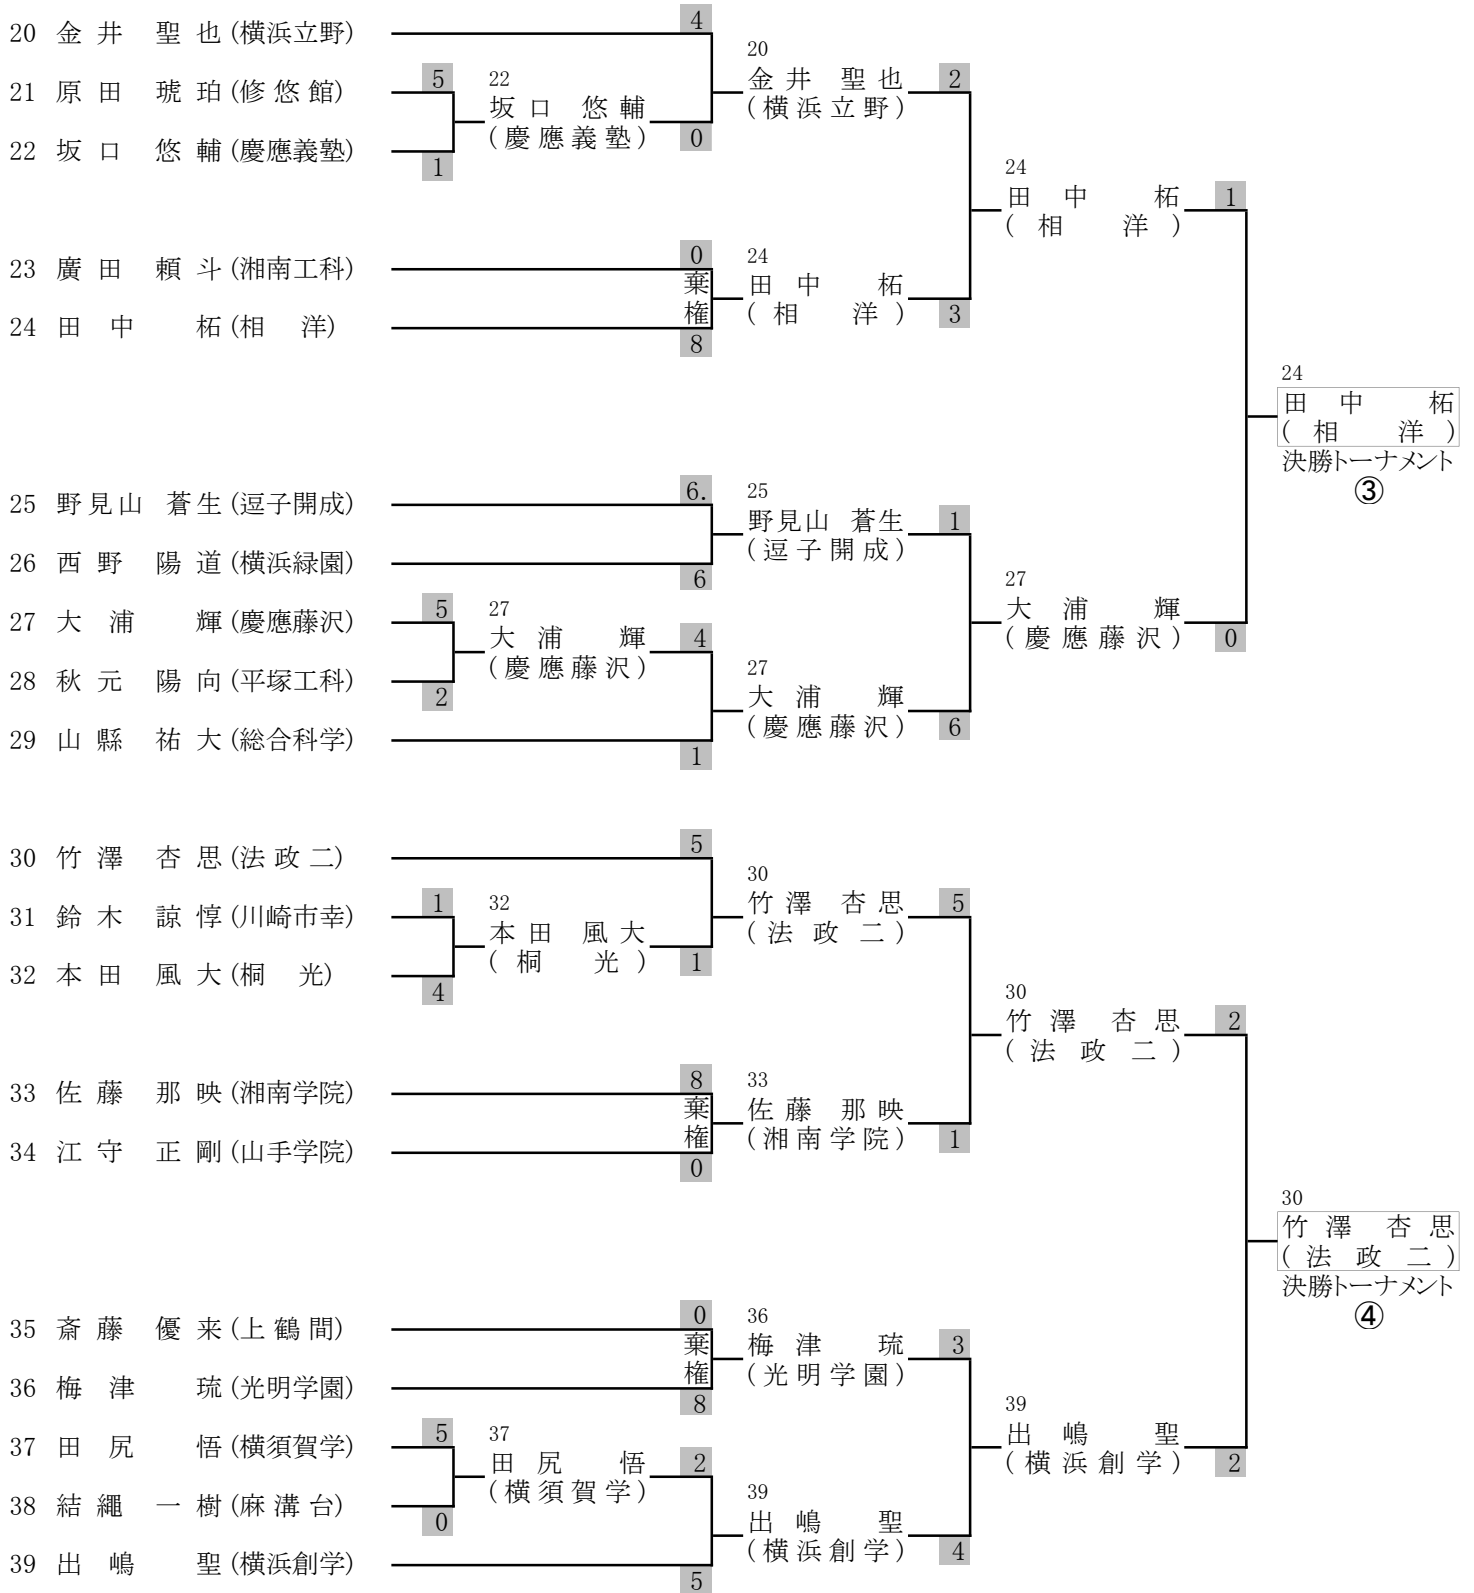 20 金井 聖也 (横浜立野)
4
20
21 原田 琥珀 (修悠館)
5
22
金井 聖也
2
坂口 悠輔
(横浜立野)
(慶應義塾)
0
22 坂口 悠輔 (慶應義塾)
1
24
田中 柘
1
(相 洋)
23 廣田 頼斗 (湘南工科)
0
24
棄権
田中 柘
(相 洋)
3
24 田中 柘 (相 洋)
8
24
田中 柘
(相 洋)
決勝トーナメント
③
25 野見山 蒼生 (逗子開成)
6.
25
野見山 蒼生
1
(逗子開成)
26 西野 陽道 (横浜緑園)
6
27
27 大浦 輝 (慶應藤沢)
5
27
大浦 輝
大浦 輝
4
(慶應藤沢)
0
(慶應藤沢)
28 秋元 陽向 (平塚工科)
2
27
大浦 輝
(慶應藤沢)
6
29 山縣 祐大 (総合科学)
1
30 竹澤 杏思 (法政二)
5
30
31 鈴木 諒惇 (川崎市幸)
1
32
竹澤 杏思
5
本田 風大
(法政二)
(桐 光)
1
32 本田 風大 (桐 光)
4
30
竹澤 杏思
2
(法政二)
33 佐藤 那映 (湘南学院)
8
33
棄権
佐藤 那映
(湘南学院)
1
34 江守 正剛 (山手学院)
0
30
竹澤 杏思
(法政二)
決勝トーナメント
④
35 斎藤 優来 (上鶴間)
0
36
棄権
梅津 琉
3
(光明学園)
36 梅津 琉 (光明学園)
8
39
37 田尻 悟 (横須賀学)
5
37
出嶋 聖
田尻 悟
2
(横浜創学)
2
(横須賀学)
38 結繩 一樹 (麻溝台)
0
39
出嶋 聖
(横浜創学)
4
39 出嶋 聖 (横浜創学)
5